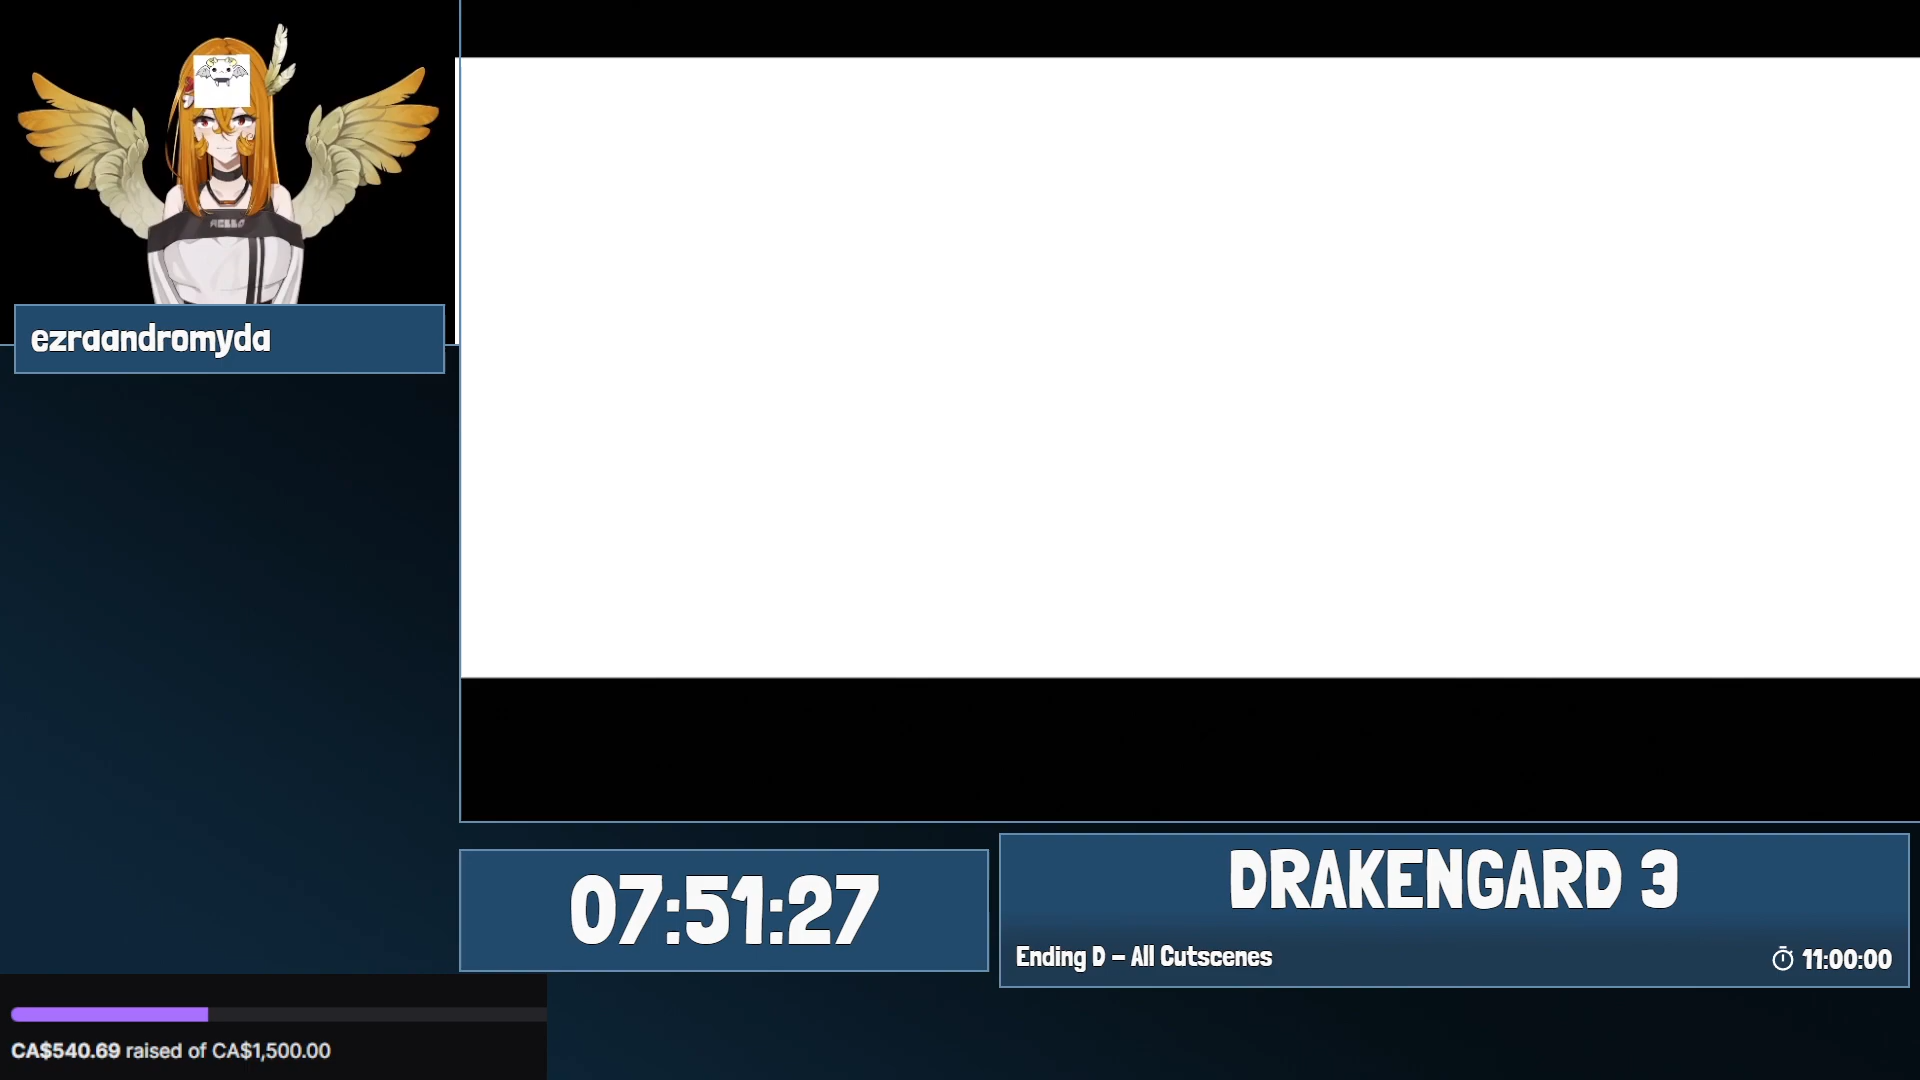 ezraandromyda
07:51:27
DRAKENGARD 3
Ending D - All Cutscenes
11:00:00
CA$540.69 raised of CA$1,500.00